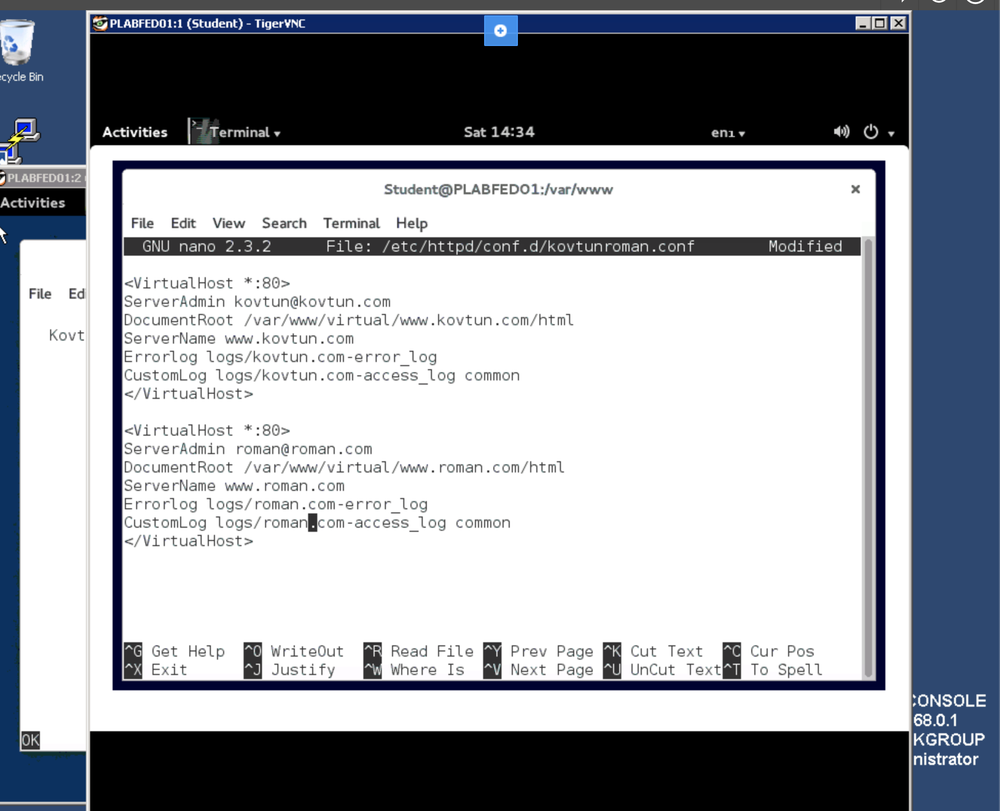 PLABFED01:1 (Student) - TigerVNC
ecycle Bin
Activities
Terminal
Sat 14:34
en1
PLABFED01:2
Activities
File Ed
Kovt
OK
Student@PLABFED01:/var/www
File Edit View Search Terminal Help
GNU nano 2.3.2 File: /etc/httpd/conf.d/kovtunroman.conf Modified
<VirtualHost *:80>
ServerAdmin kovtun@kovtun.com
DocumentRoot /var/www/virtual/www.kovtun.com/html
ServerName www.kovtun.com
Errorlog logs/kovtun.com-error_log
CustomLog logs/kovtun.com-access_log common
</VirtualHost>
<VirtualHost *:80>
ServerAdmin roman@roman.com
DocumentRoot /var/www/virtual/www.roman.com/html
ServerName www.roman.com
Errorlog logs/roman.com-error_log
CustomLog logs/roman.com-access_log common
</VirtualHost>
^G Get Help ^O WriteOut ^R Read File ^Y Prev Page ^K Cut Text ^C Cur Pos
^X Exit ^J Justify ^W Where Is ^V Next Page ^U UnCut Text ^T To Spell
CONSOLE
68.0.1
KGROUP
nistrator